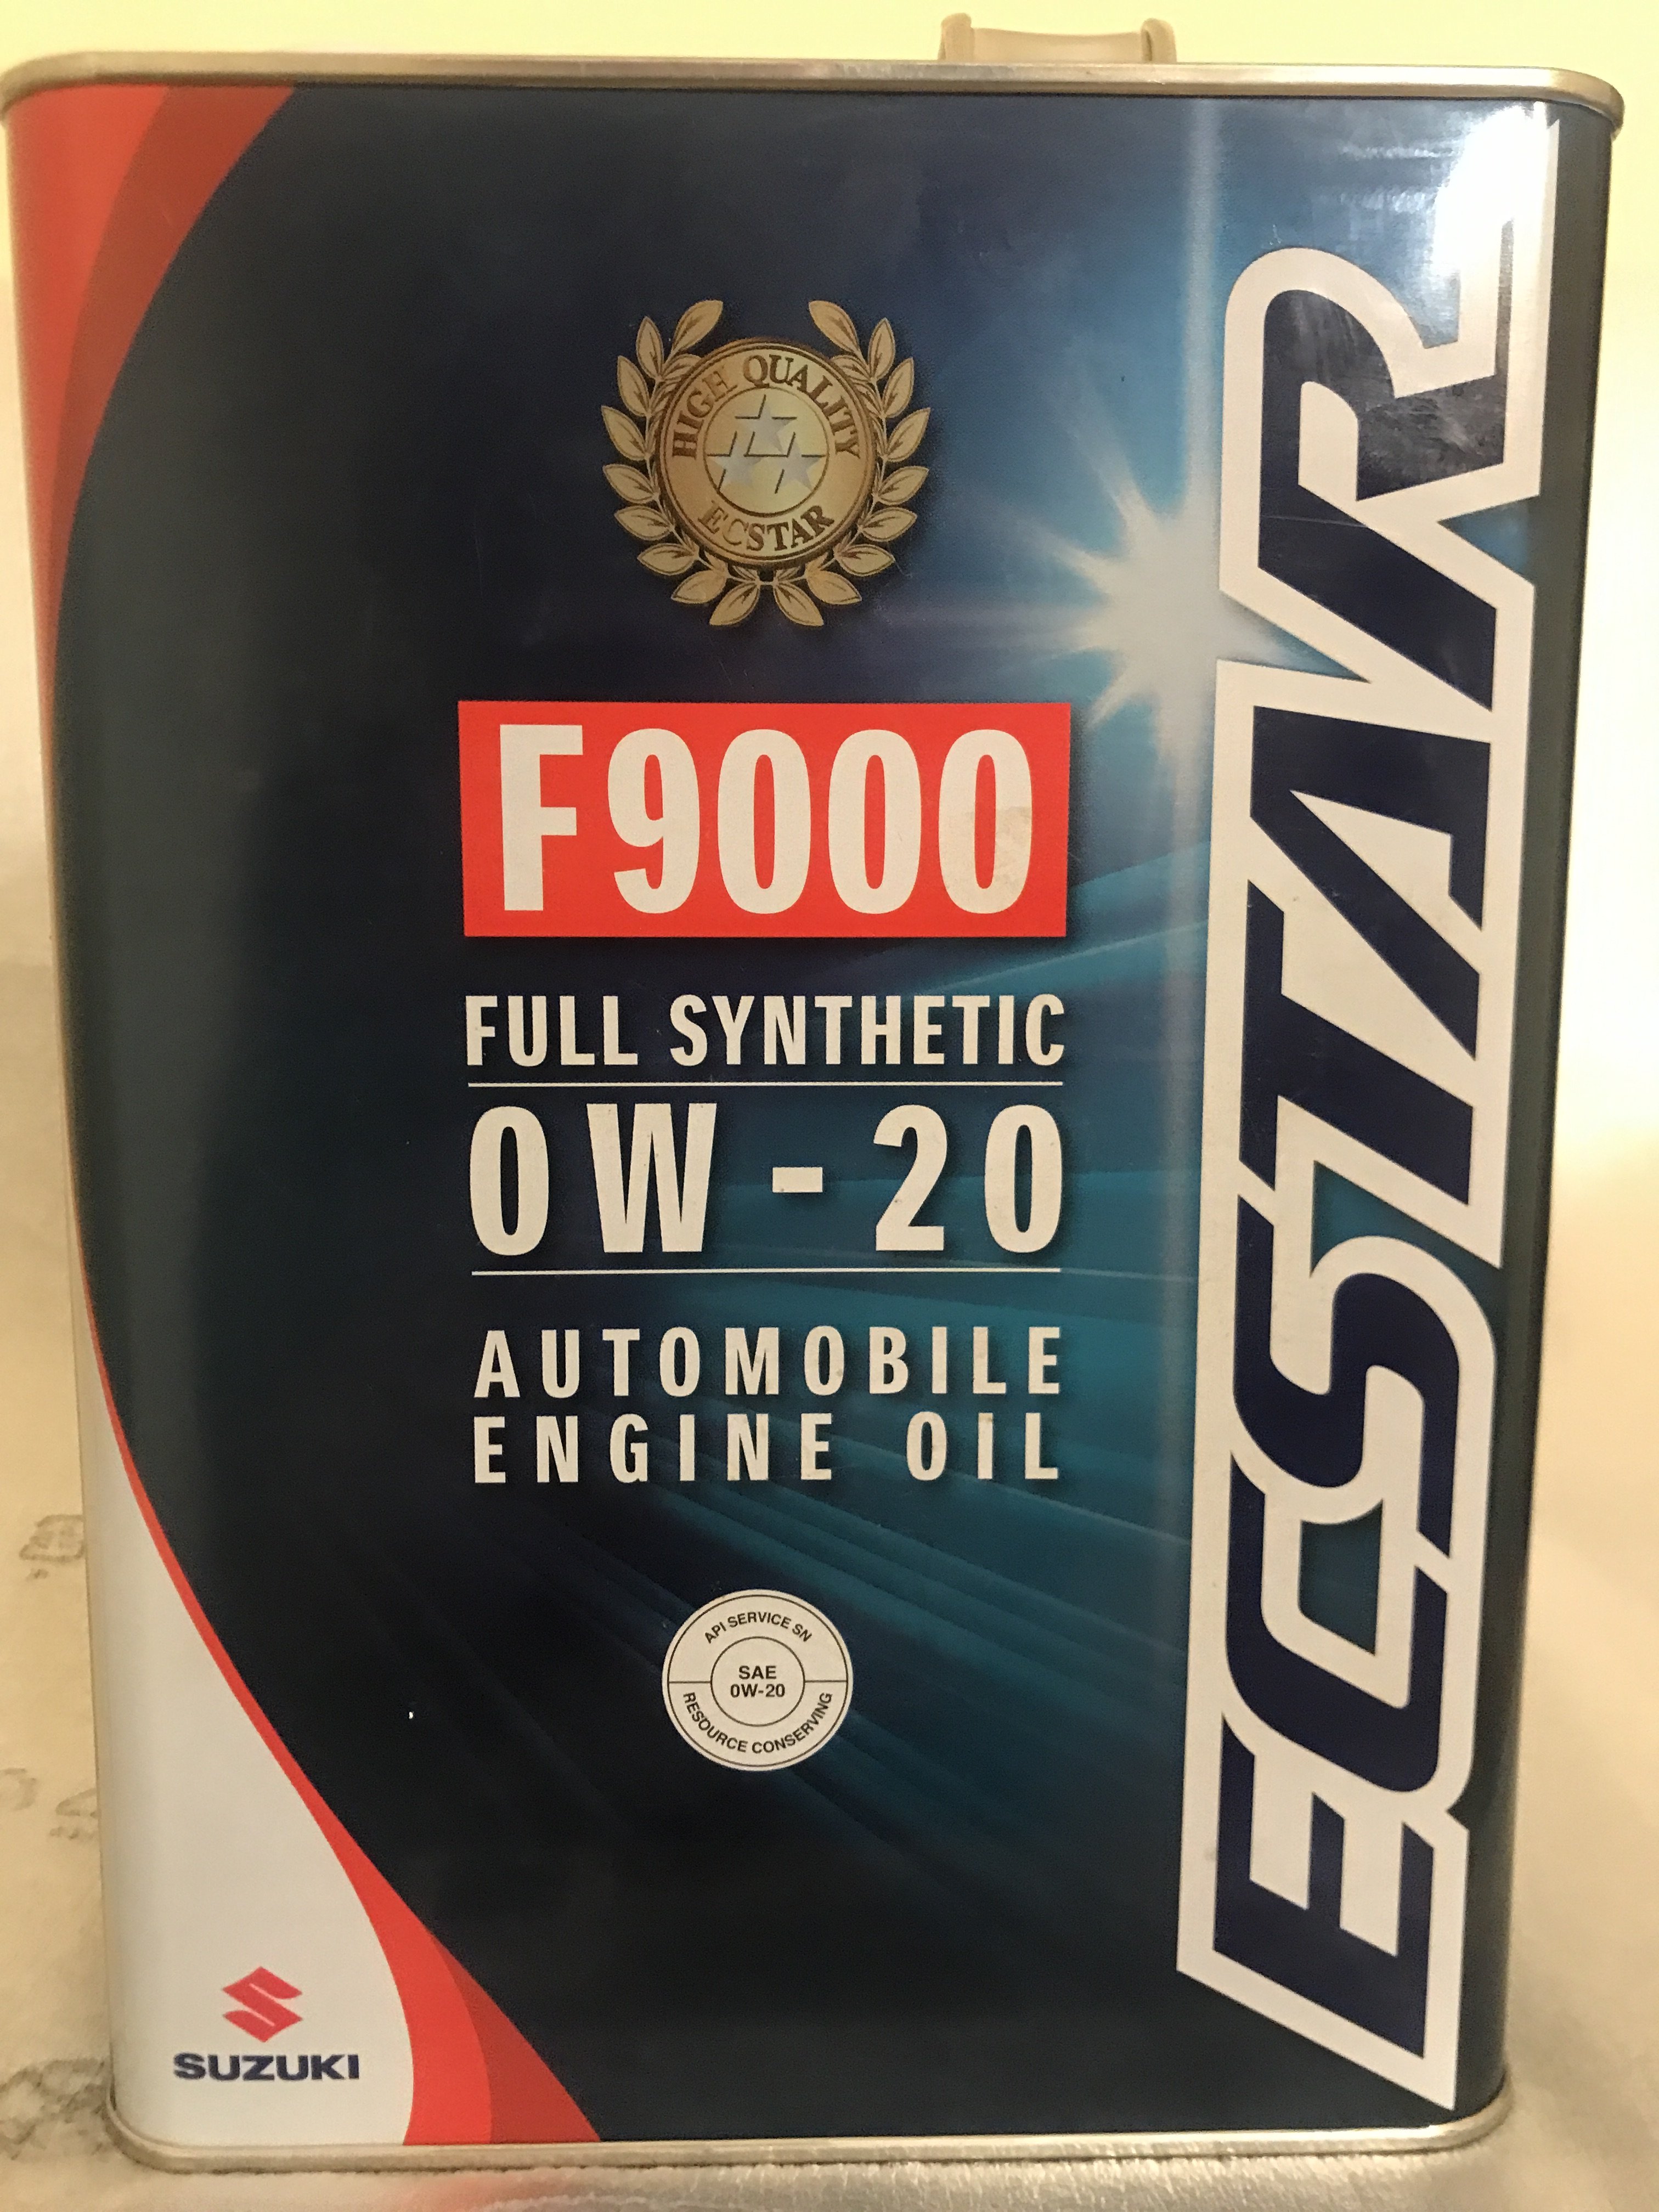 HIGH QUALITY
ECSTAR
F9000
FULL SYNTHETIC
0W-20
AUTOMOBILE
ENGINE OIL
API SERVICE SN
SAE
0W-20
RESOURCE CONSERVING
SUZUKI
ECSTAR